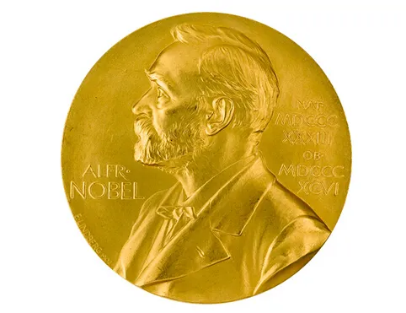 ALFR·
NOBEL
NAT·
MDCCC
XXXIII
OB·
MDCCC
XCVI